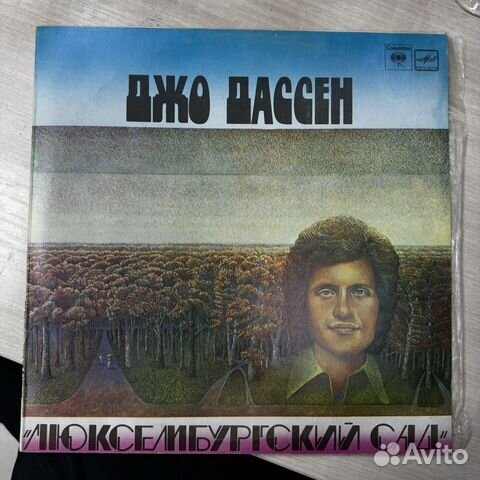 Columbia
ДЖО ДАССЕН
"ЛЮКСЕМБУРГСКИЙ САД"
Avito